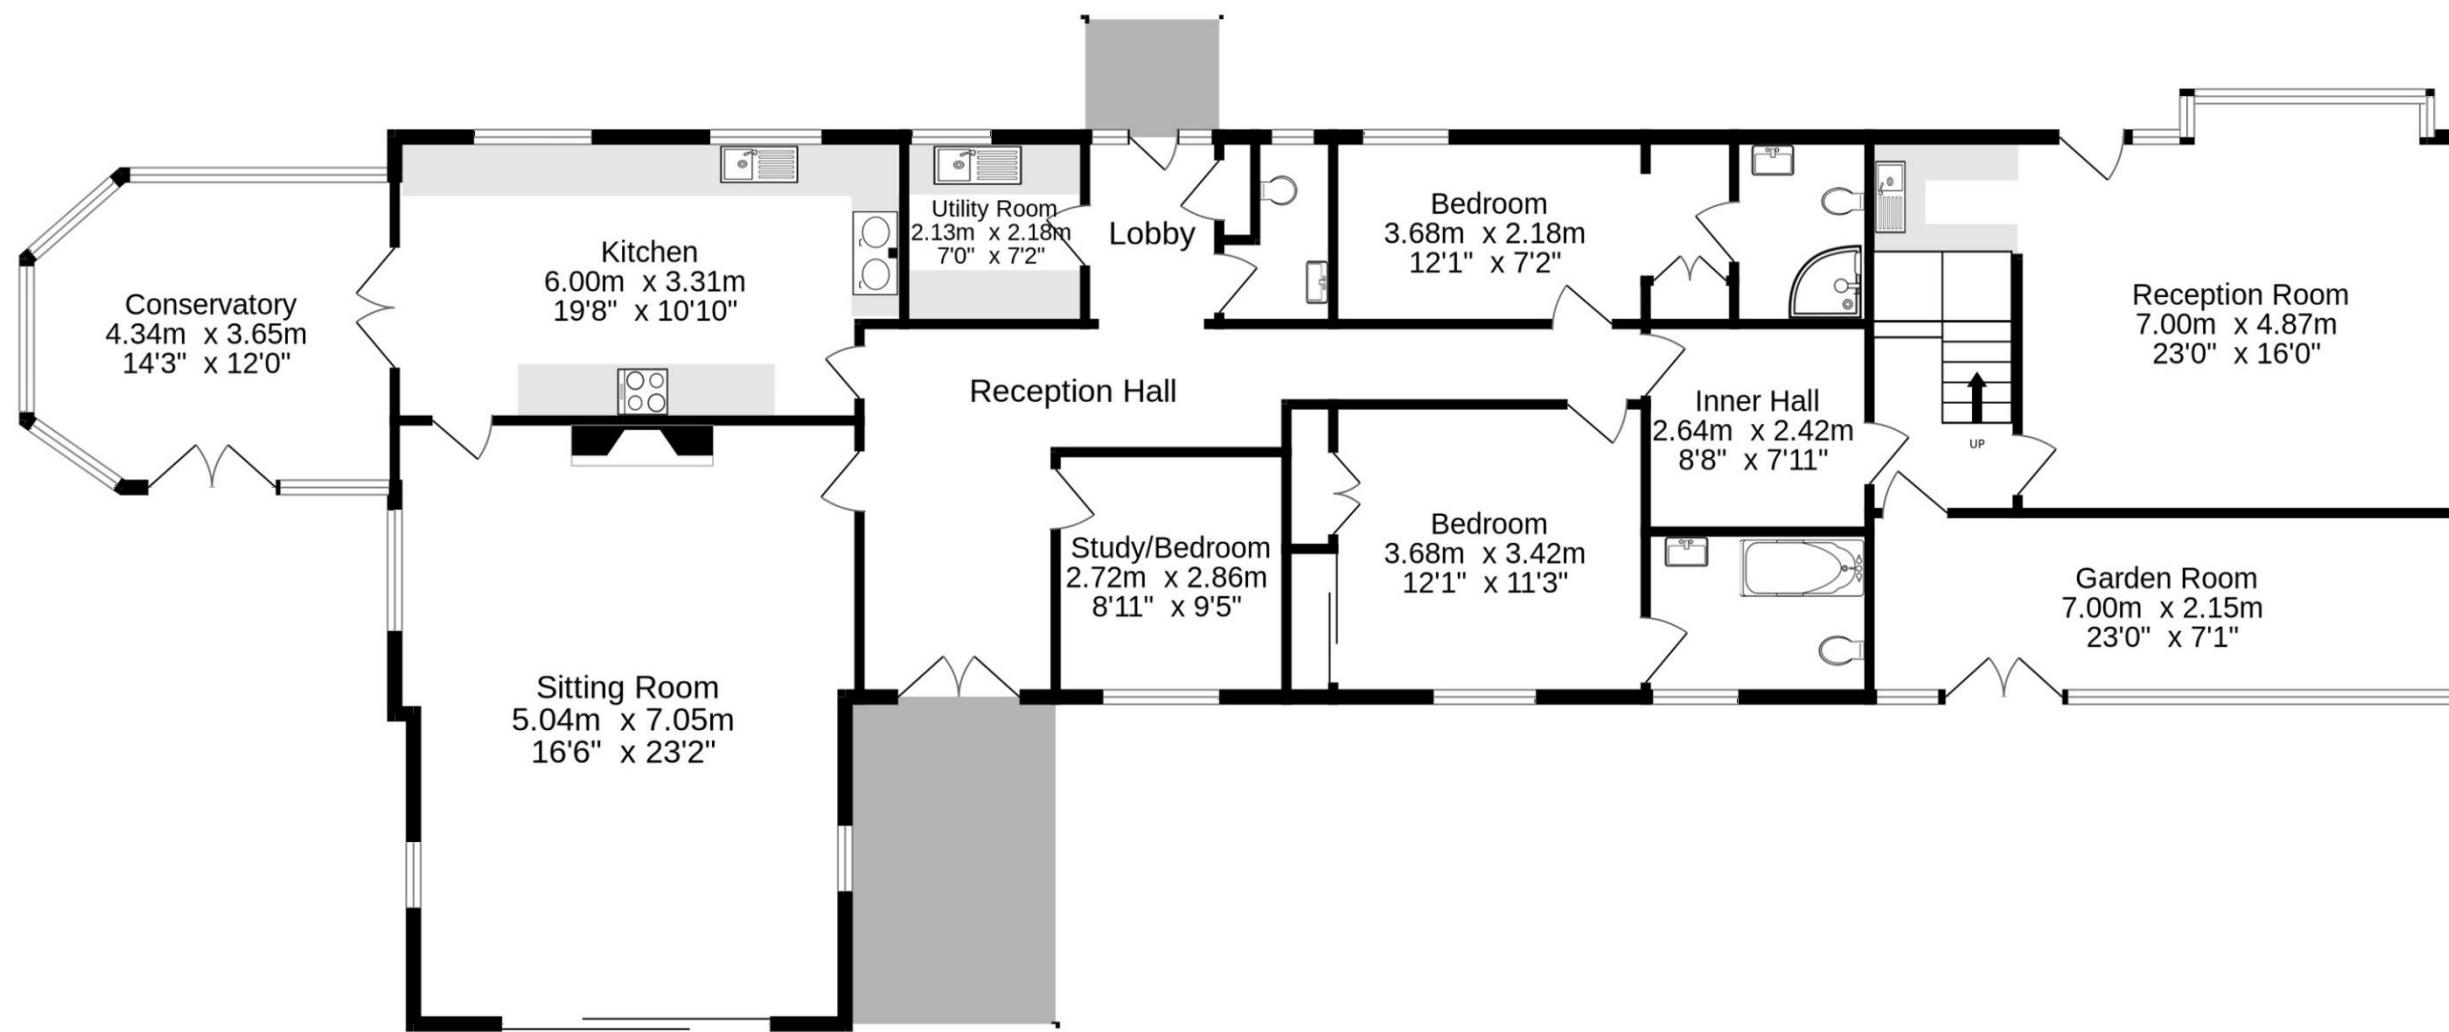 Conservatory
4.34m x 3.65m
14'3" x 12'0"
Kitchen
6.00m x 3.31m
19'8" x 10'10"
Utility Room
2.13m x 2.18m
7'0" x 7'2"
Lobby
Bedroom
3.68m x 2.18m
12'1" x 7'2"
Reception Room
7.00m x 4.87m
23'0" x 16'0"
Reception Hall
Inner Hall
2.64m x 2.42m
8'8" x 7'11"
UP
Study/Bedroom
2.72m x 2.86m
8'11" x 9'5"
Bedroom
3.68m x 3.42m
12'1" x 11'3"
Garden Room
7.00m x 2.15m
23'0" x 7'1"
Sitting Room
5.04m x 7.05m
16'6" x 23'2"